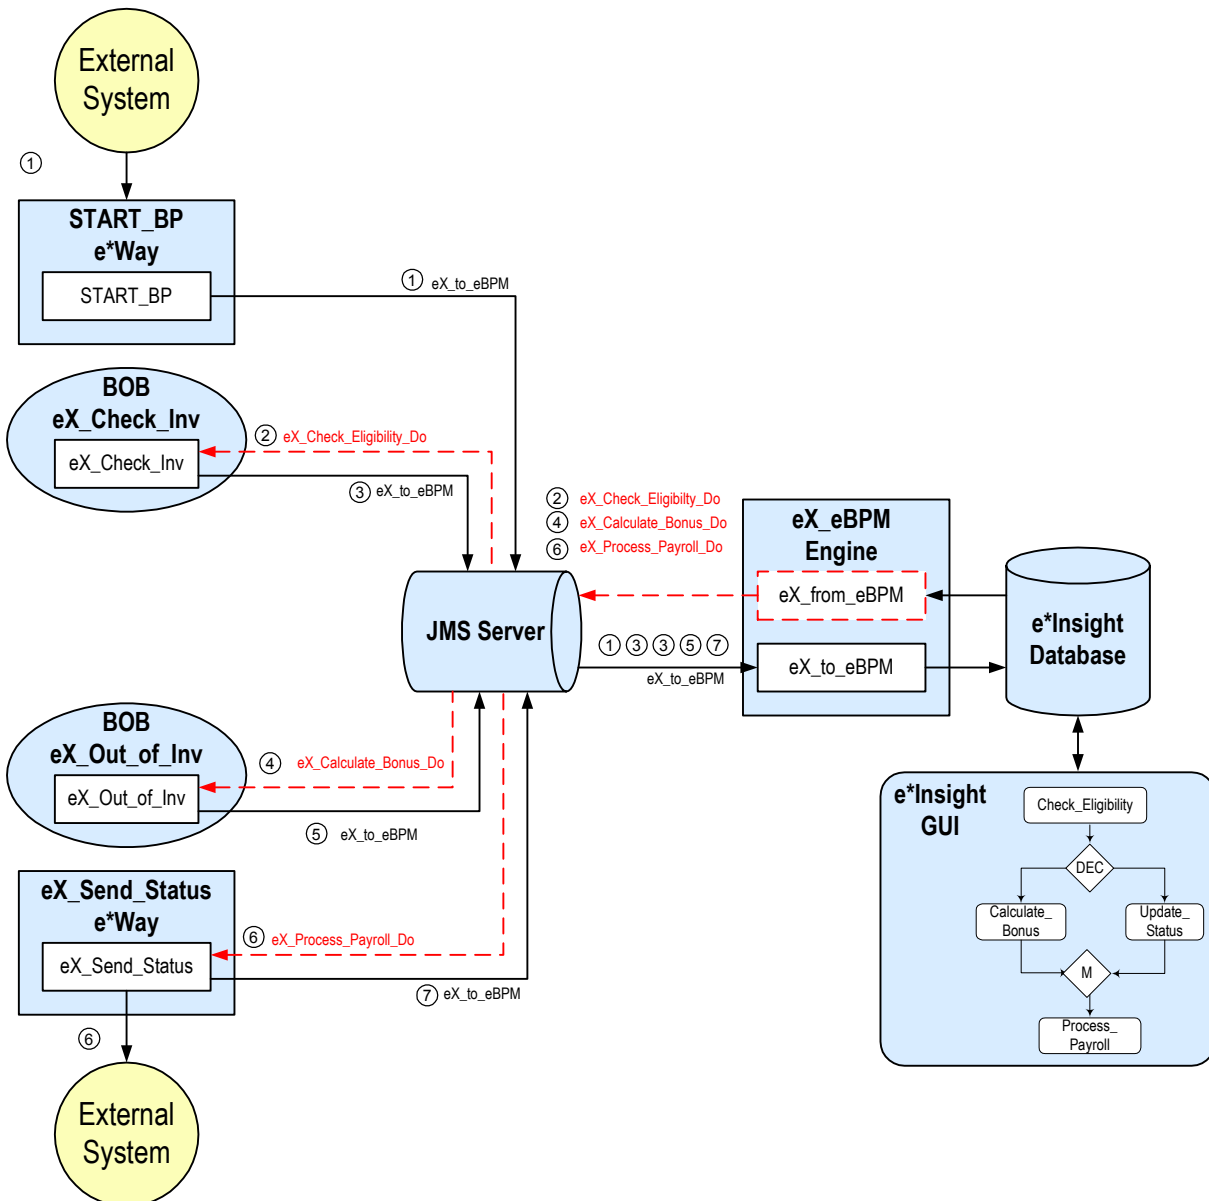 External
System
①
START_BP
e*Way
START_BP
① eX_to_eBPM
BOB
eX_Check_Inv
eX_Check_Inv
② eX_Check_Eligibility_Do
③ eX_to_eBPM
② eX_Check_Eligibilty_Do
④ eX_Calculate_Bonus_Do
⑥ eX_Process_Payroll_Do
eX_eBPM
Engine
eX_from_eBPM
eX_to_eBPM
JMS Server
① ③ ③ ⑤ ⑦
eX_to_eBPM
e*Insight
Database
BOB
eX_Out_of_Inv
eX_Out_of_Inv
④ eX_Calculate_Bonus_Do
⑤ eX_to_eBPM
e*Insight
GUI
Check_Eligibility
DEC
Calculate_
Bonus
Update_
Status
M
Process_
Payroll
eX_Send_Status
e*Way
eX_Send_Status
⑥ eX_Process_Payroll_Do
⑦ eX_to_eBPM
⑥
External
System